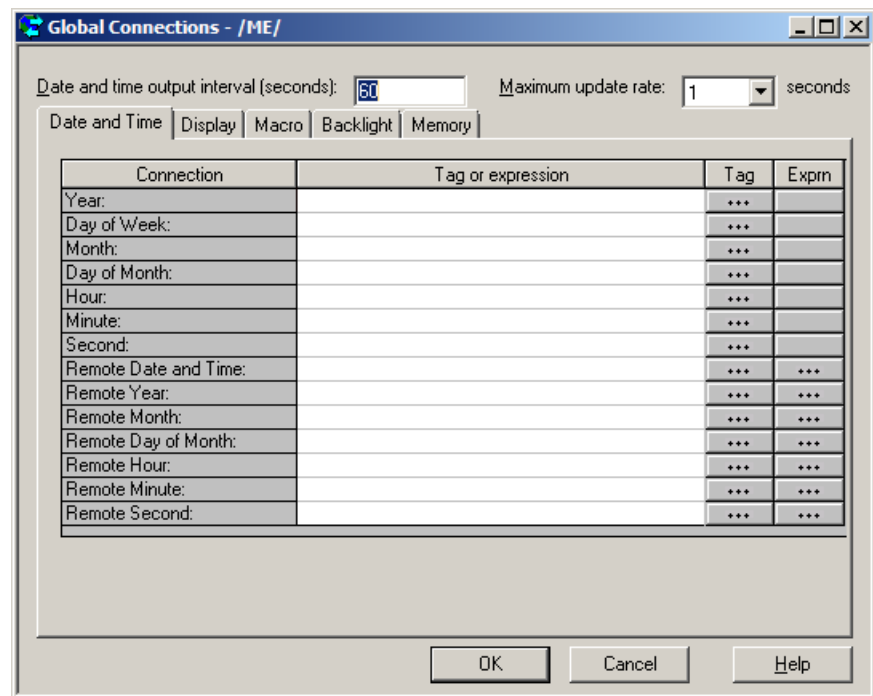 Global Connections - /ME/
Date and time output interval (seconds): 60 Maximum update rate: 1 seconds
Date and Time Display Macro Backlight Memory
Connection Tag or expression Tag Exprn
Year: ...
Day of Week: ...
Month: ...
Day of Month: ...
Hour: ...
Minute: ...
Second: ...
Remote Date and Time: ... ...
Remote Year: ... ...
Remote Month: ... ...
Remote Day of Month: ... ...
Remote Hour: ... ...
Remote Minute: ... ...
Remote Second: ... ...
OK Cancel Help